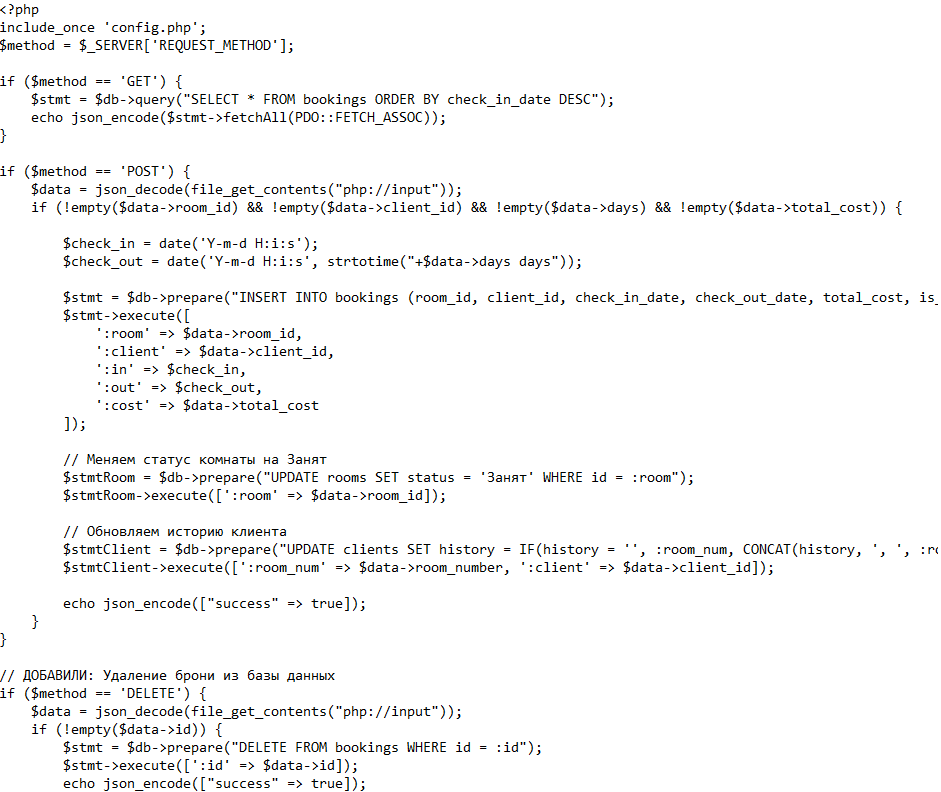 <?php
include_once 'config.php';
$method = $_SERVER['REQUEST_METHOD'];

if ($method == 'GET') {
    $stmt = $db->query("SELECT * FROM bookings ORDER BY check_in_date DESC");
    echo json_encode($stmt->fetchAll(PDO::FETCH_ASSOC));
}

if ($method == 'POST') {
    $data = json_decode(file_get_contents("php://input"));
    if (!empty($data->room_id) && !empty($data->client_id) && !empty($data->days) && !empty($data->total_cost)) {

        $check_in = date('Y-m-d H:i:s');
        $check_out = date('Y-m-d H:i:s', strtotime("+$data->days days"));

        $stmt = $db->prepare("INSERT INTO bookings (room_id, client_id, check_in_date, check_out_date, total_cost, is_
        $stmt->execute([
            ':room' => $data->room_id,
            ':client' => $data->client_id,
            ':in' => $check_in,
            ':out' => $check_out,
            ':cost' => $data->total_cost
        ]);

        // Меняем статус комнаты на Занят
        $stmtRoom = $db->prepare("UPDATE rooms SET status = 'Занят' WHERE id = :room");
        $stmtRoom->execute([':room' => $data->room_id]);

        // Обновляем историю клиента
        $stmtClient = $db->prepare("UPDATE clients SET history = IF(history = '', :room_num, CONCAT(history, ', ', :ro
        $stmtClient->execute([':room_num' => $data->room_number, ':client' => $data->client_id]);

        echo json_encode(["success" => true]);
    }
}

// ДОБАВИЛИ: Удаление брони из базы данных
if ($method == 'DELETE') {
    $data = json_decode(file_get_contents("php://input"));
    if (!empty($data->id)) {
        $stmt = $db->prepare("DELETE FROM bookings WHERE id = :id");
        $stmt->execute([':id' => $data->id]);
        echo json_encode(["success" => true]);